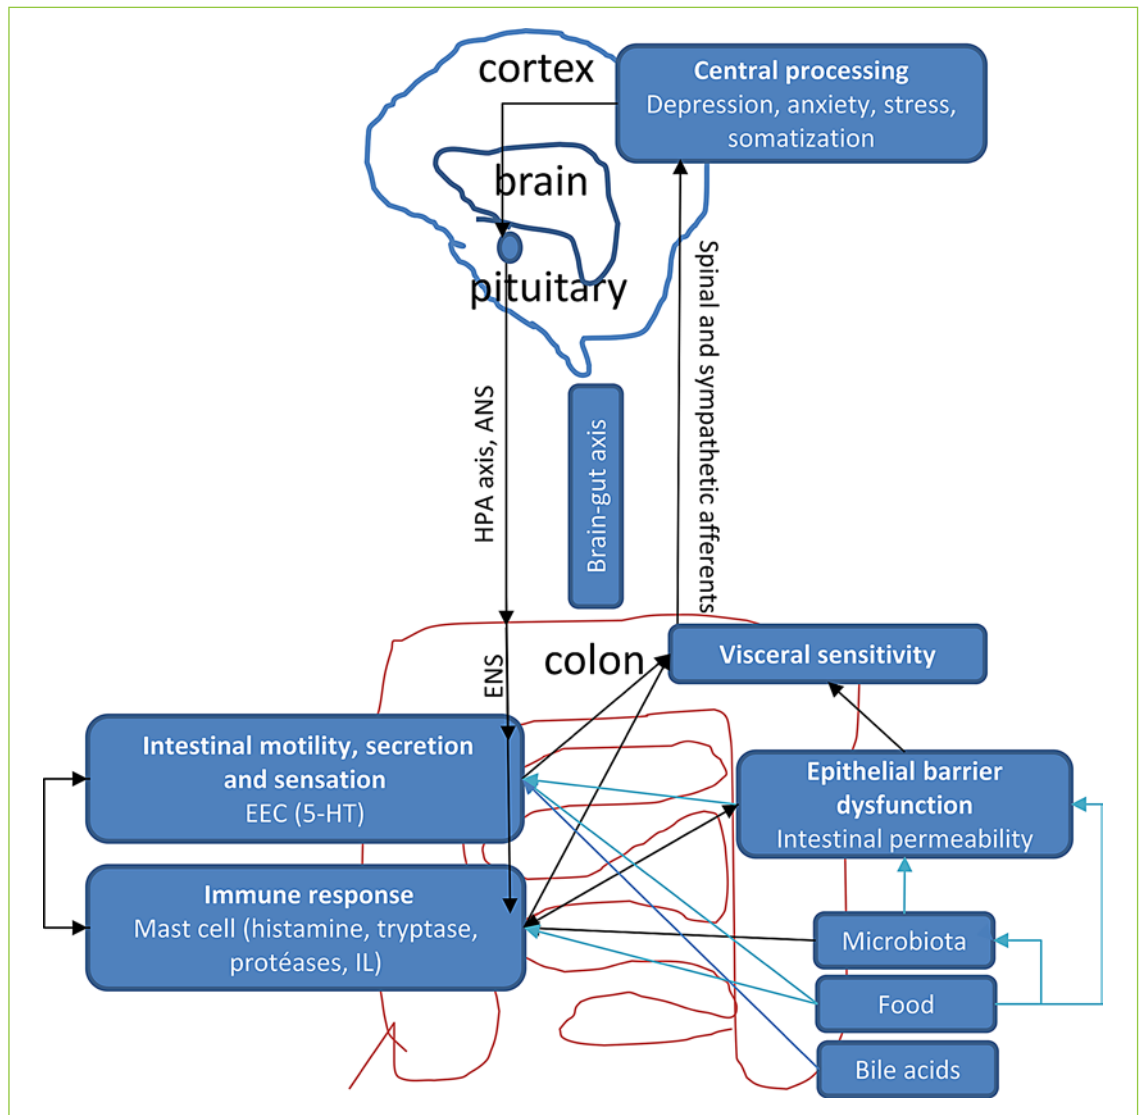 cortex
Central processing
Depression, anxiety, stress,
somatization
brain
pituitary
HPA axis, ANS
Brain-gut axis
Spinal and sympathetic afferents
ENS
colon
Visceral sensitivity
Intestinal motility, secretion
and sensation
EEC (5-HT)
Epithelial barrier
dysfunction
Intestinal permeability
Immune response
Mast cell (histamine, tryptase,
protéases, IL)
Microbiota
Food
Bile acids